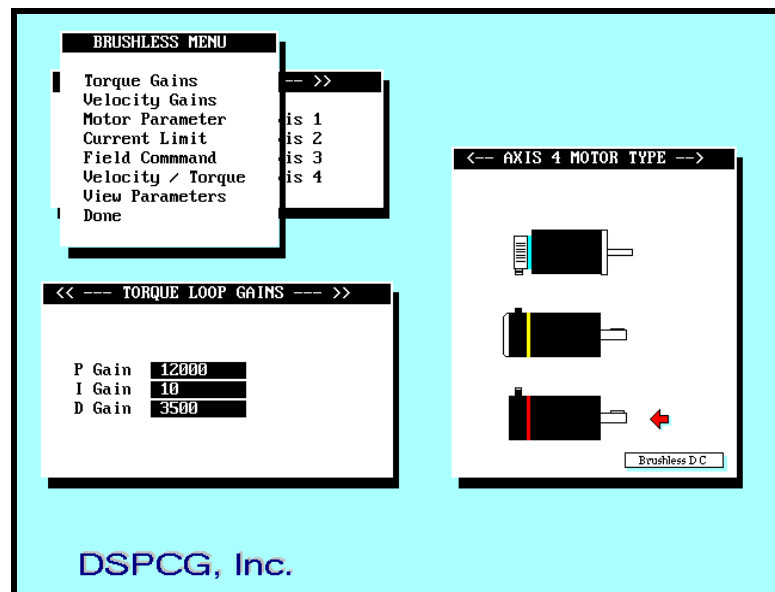 BRUSHLESS MENU
Torque Gains
Velocity Gains
Motor Parameter
Current Limit
Field Commmand
Velocity / Torque
View Parameters
Done
-- >>
is 1
is 2
is 3
is 4
<-- AXIS 4 MOTOR TYPE -->
Brushless D C
<< --- TORQUE LOOP GAINS --- >>
P Gain 12000
I Gain 10
D Gain 3500
DSPCG, Inc.